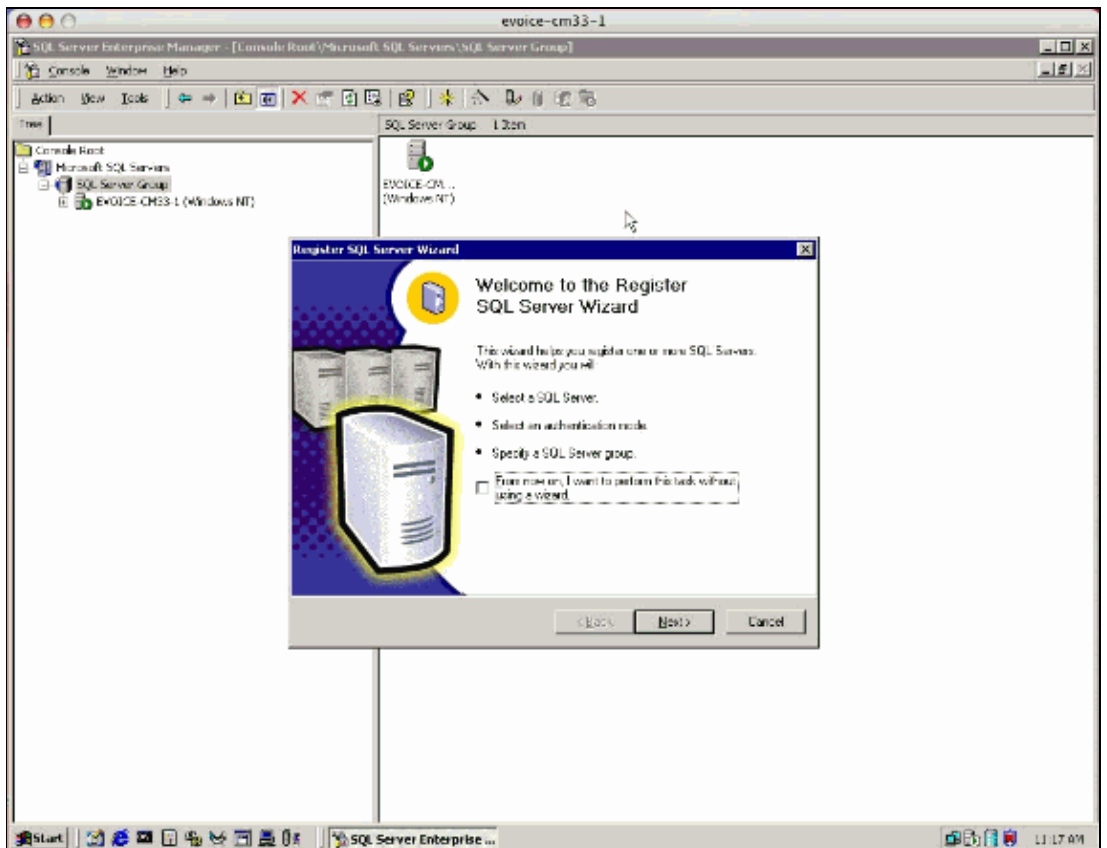 evoice-cm33-1
SQL Server Enterprise Manager - [Console Root\Microsoft SQL Servers\SQL Server Group]
Console Window Help
Action View Tools
Tree
SQL Server Group 1 Item
Console Root
Microsoft SQL Servers
SQL Server Group
EVOICE-CM33-1 (Windows NT)
EVOICE-CM...
(Windows NT)
Register SQL Server Wizard
Welcome to the Register
SQL Server Wizard
This wizard helps you register one or more SQL Servers.
With this wizard you will
• Select a SQL Server.
• Select an authentication mode.
• Specify a SQL Server group.
From now on, I want to perform this task without
using a wizard.
< Back
Next >
Cancel
Start
SQL Server Enterprise ...
11:17 AM